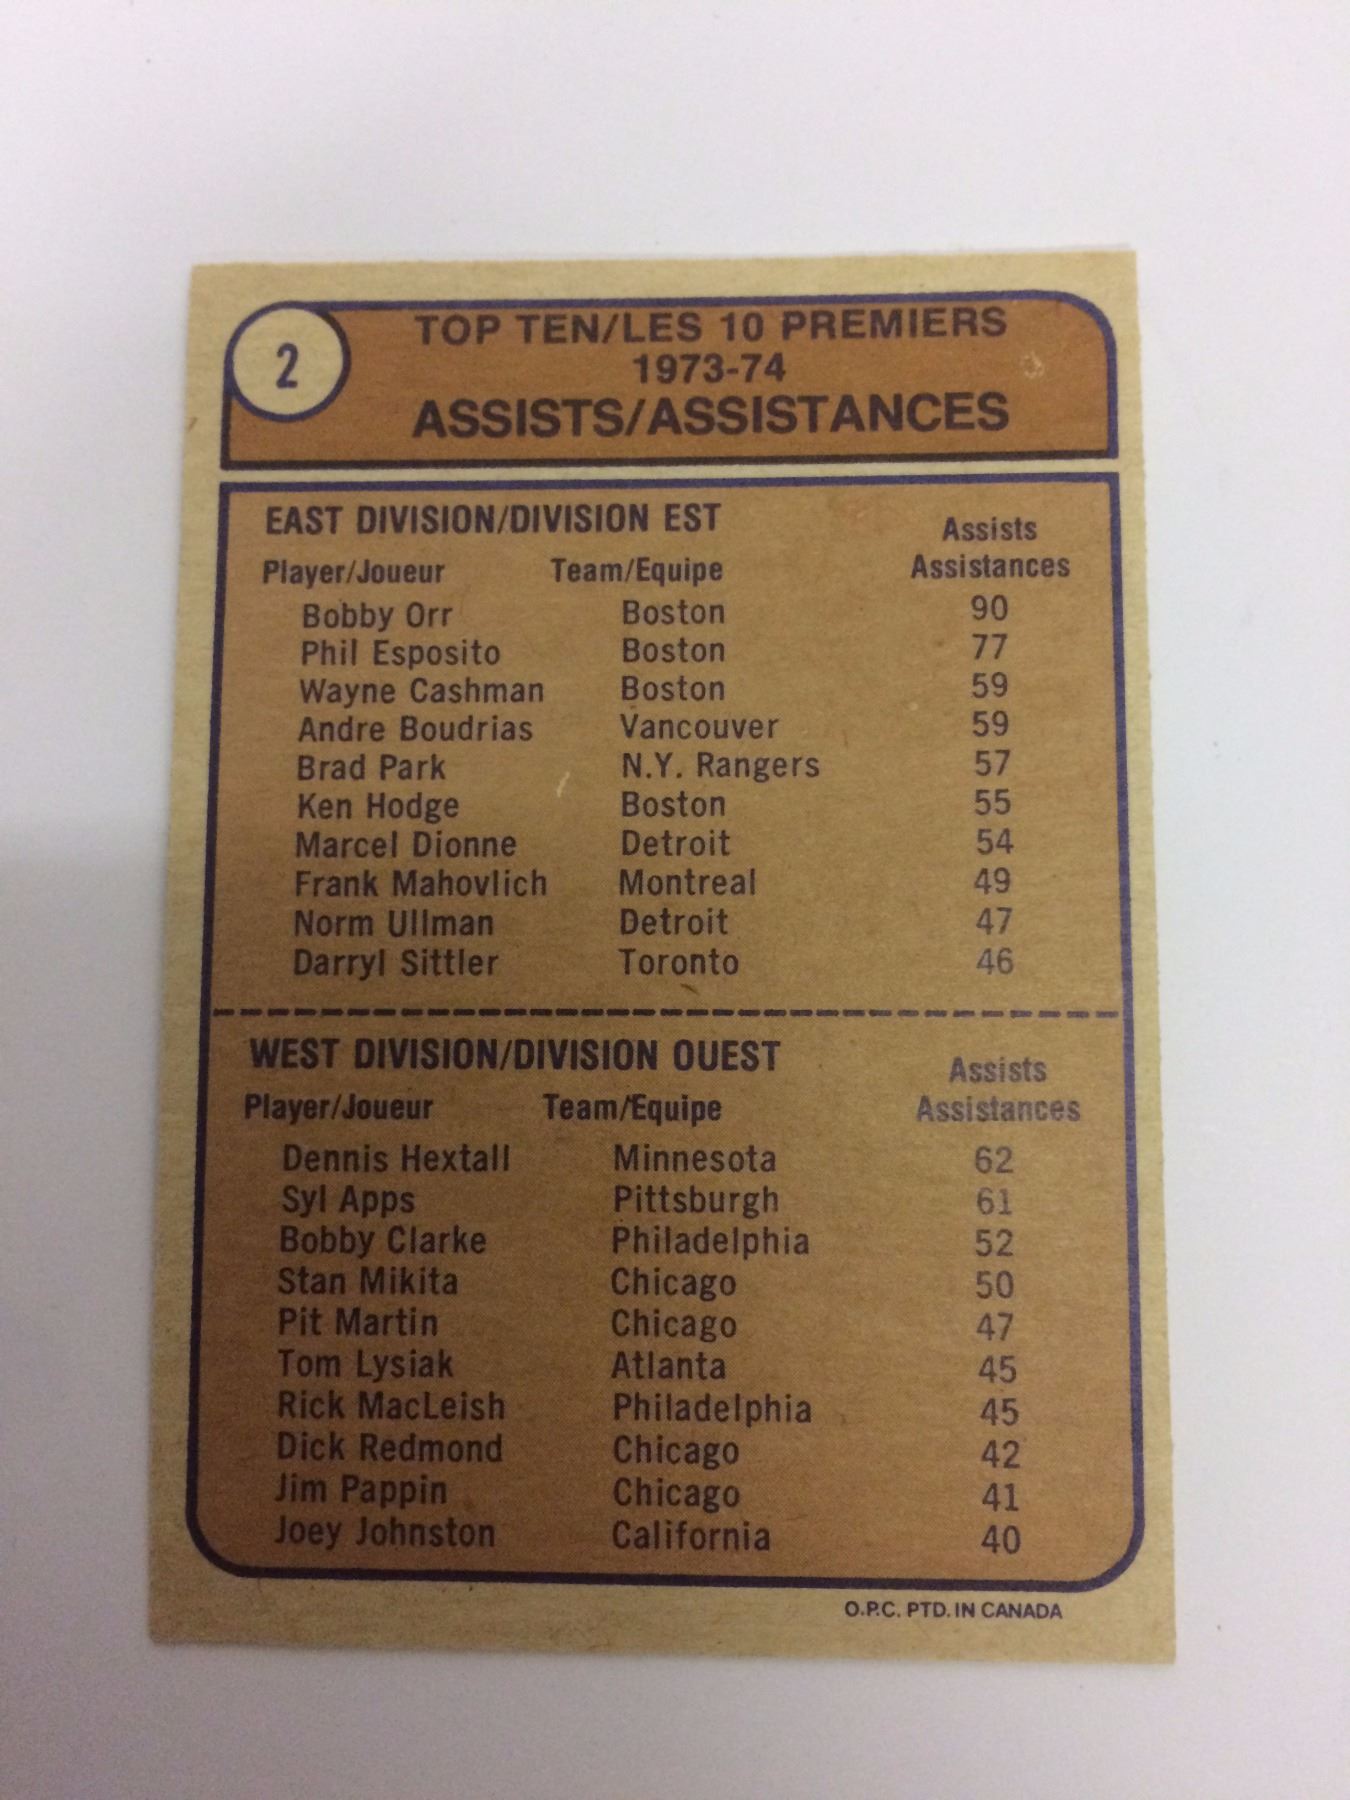 2
TOP TEN/LES 10 PREMIERS
1973-74
ASSISTS/ASSISTANCES
EAST DIVISION/DIVISION EST
Assists
Player/Joueur Team/Equipe Assistances
Bobby Orr Boston 90
Phil Esposito Boston 77
Wayne Cashman Boston 59
Andre Boudrias Vancouver 59
Brad Park N.Y. Rangers 57
Ken Hodge Boston 55
Marcel Dionne Detroit 54
Frank Mahovlich Montreal 49
Norm Ullman Detroit 47
Darryl Sittler Toronto 46
WEST DIVISION/DIVISION OUEST
Assists
Player/Joueur Team/Equipe Assistances
Dennis Hextall Minnesota 62
Syl Apps Pittsburgh 61
Bobby Clarke Philadelphia 52
Stan Mikita Chicago 50
Pit Martin Chicago 47
Tom Lysiak Atlanta 45
Rick MacLeish Philadelphia 45
Dick Redmond Chicago 42
Jim Pappin Chicago 41
Joey Johnston California 40
O.P.C. PTD. IN CANADA